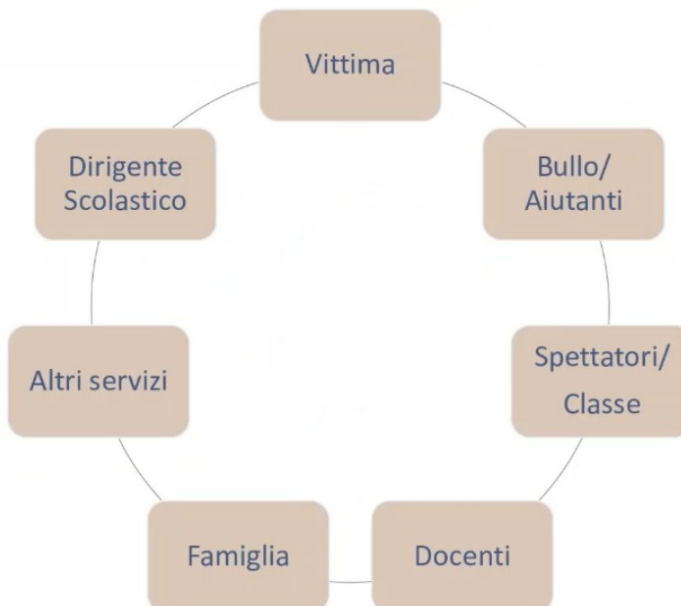 Vittima
Bullo/
Aiutanti
Spettatori/
Classe
Docenti
Famiglia
Altri servizi
Dirigente
Scolastico